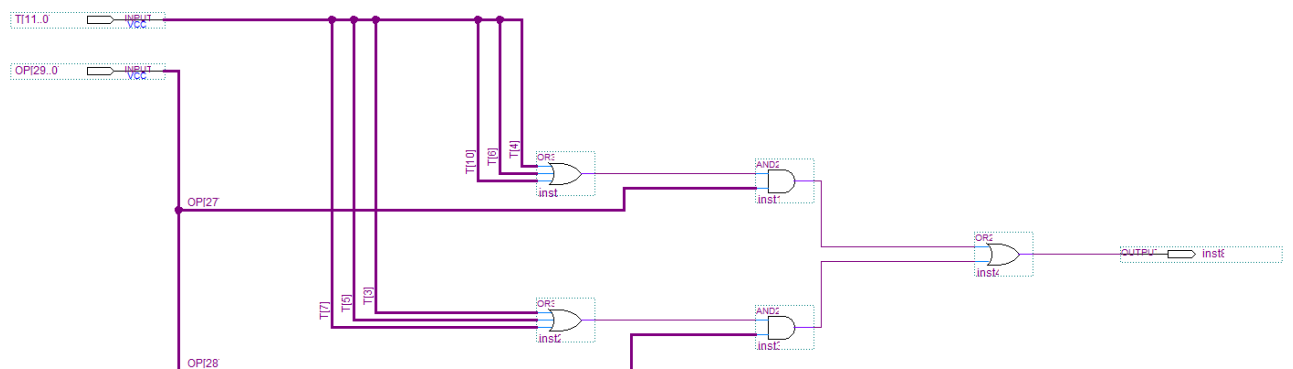 T[11..0] INPUT
VCC
OP[29..0] INPUT
VCC
T[10]
T[6]
T[4]
OR3
inst
AND2
inst1
OP[27
OR2
inst4
OUTPUT inst8
T[7]
T[5]
T[3]
OR3
inst2
AND2
inst3
OP[28